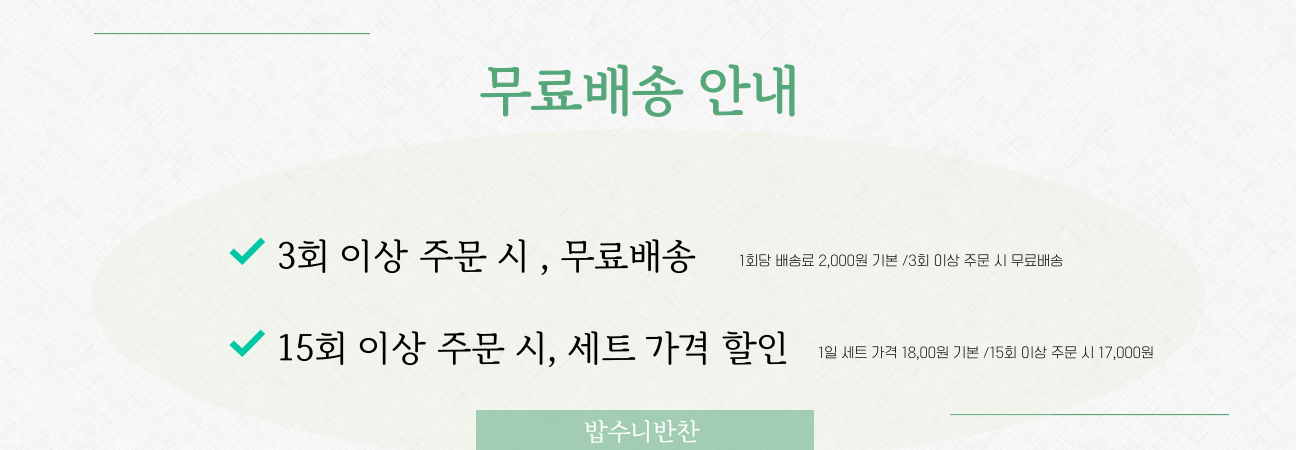 무료배송 안내
3회 이상 주문 시 , 무료배송 1회당 배송료 2,000원 기본 /3회 이상 주문 시 무료배송
15회 이상 주문 시, 세트 가격 할인 1일 세트 가격 18,00원 기본 /15회 이상 주문 시 17,000원
밥수니반찬